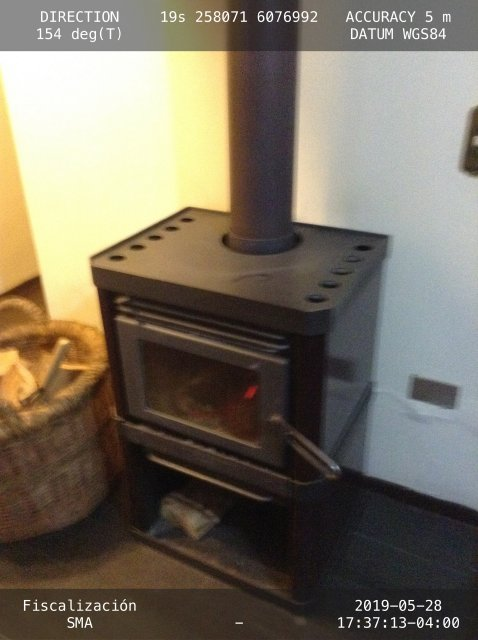 DIRECTION
154 deg(T)
19s 258071 6076992
ACCURACY 5 m
DATUM WGS84
Fiscalización
SMA
-
2019-05-28
17:37:13-04:00